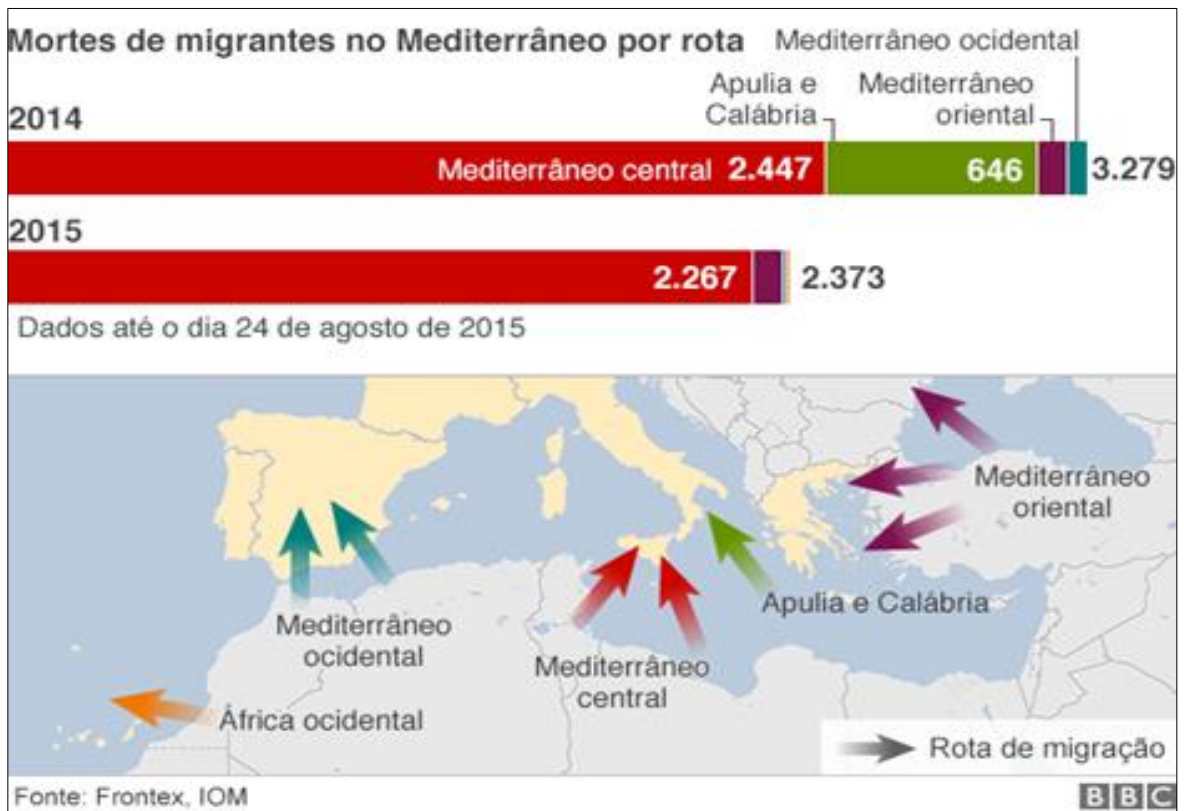 Mortes de migrantes no Mediterrâneo por rota
Mediterrâneo ocidental
Apulia e
Calábria
Mediterrâneo
oriental
2014
Mediterrâneo central 2.447
646
3.279
2015
2.267
2.373
Dados até o dia 24 de agosto de 2015
Mediterrâneo
oriental
Apulia e Calábria
Mediterrâneo
ocidental
Mediterrâneo
central
África ocidental
Rota de migração
Fonte: Frontex, IOM
BBC